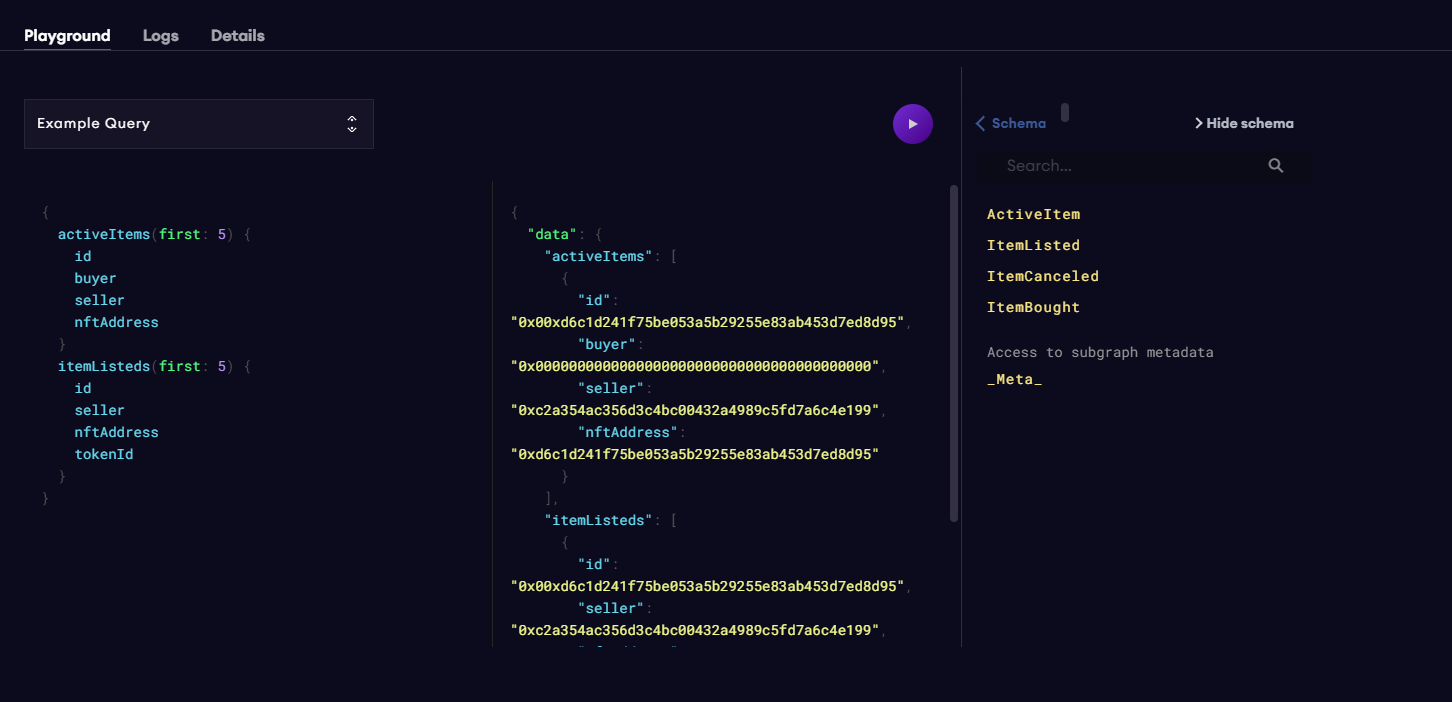 Playground Logs Details
Example Query
{
activeItems(first: 5) {
id
buyer
seller
nftAddress
}
itemListeds(first: 5) {
id
seller
nftAddress
tokenId
}
}
{
"data": {
"activeItems": [
{
"id":
"0x00xd6c1d241f75be053a5b29255e83ab453d7ed8d95",
"buyer":
"0x0000000000000000000000000000000000000000",
"seller":
"0xc2a354ac356d3c4bc00432a4989c5fd7a6c4e199",
"nftAddress":
"0xd6c1d241f75be053a5b29255e83ab453d7ed8d95"
}
],
"itemListeds": [
{
"id":
"0x00xd6c1d241f75be053a5b29255e83ab453d7ed8d95",
"seller":
"0xc2a354ac356d3c4bc00432a4989c5fd7a6c4e199",
Schema
Hide schema
Search...
ActiveItem
ItemListed
ItemCanceled
ItemBought
Access to subgraph metadata
_Meta_